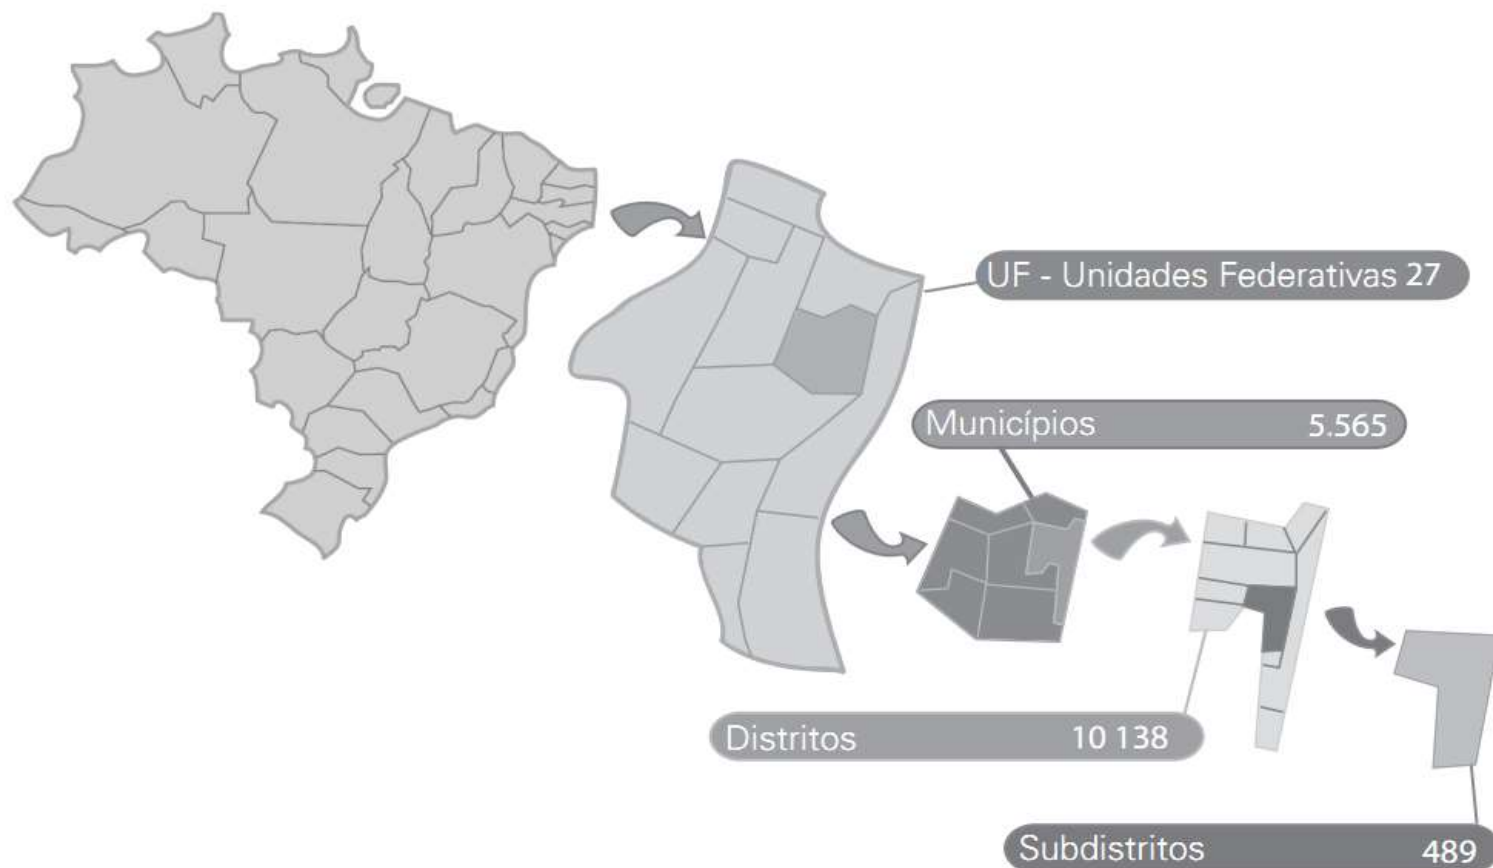 UF - Unidades Federativas 27
Municípios 5.565
Distritos 10 138
Subdistritos 489